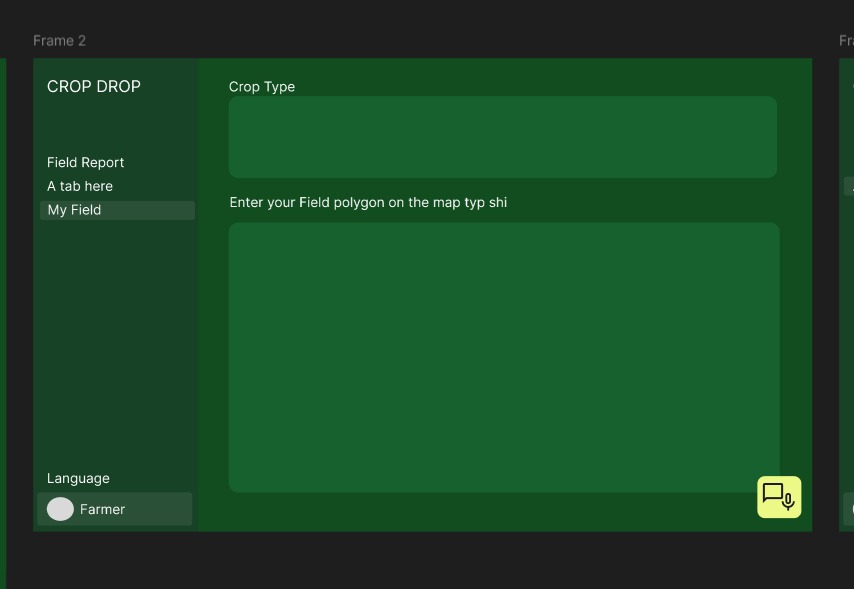 Frame 2
CROP DROP
Field Report
A tab here
My Field
Language
Farmer
Crop Type
Enter your Field polygon on the map typ shi